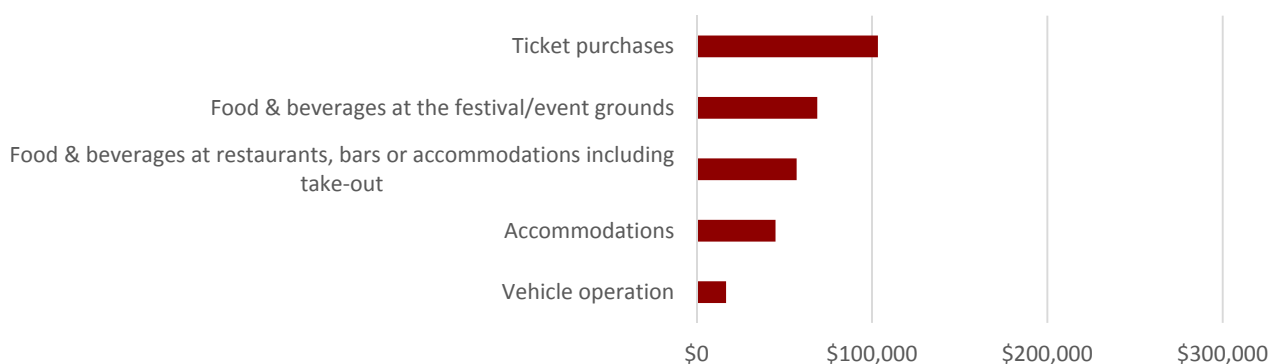 Ticket purchases
Food & beverages at the festival/event grounds
Food & beverages at restaurants, bars or accommodations including
take-out
Accommodations
Vehicle operation
$0 $100,000 $200,000 $300,000